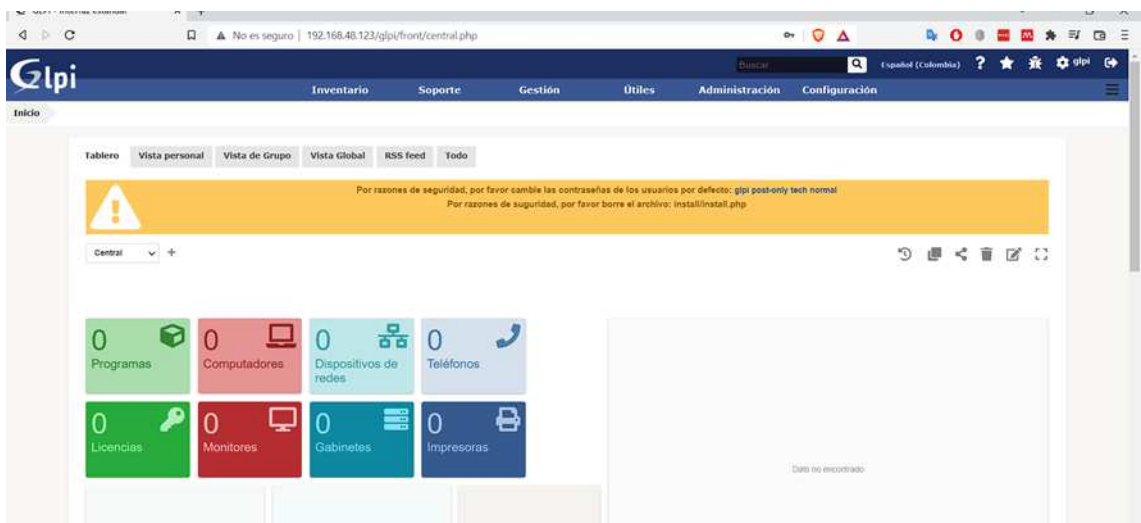 GLPI - Interfaz estándar
No es seguro | 192.168.48.123/glpi/front/central.php
Glpi
Buscar
Español (Colombia)
glpi
Inventario Soporte Gestión Útiles Administración Configuración
Inicio
Tablero Vista personal Vista de Grupo Vista Global RSS feed Todo
Por razones de seguridad, por favor cambie las contraseñas de los usuarios por defecto: glpi post-only tech normal
Por razones de suguridad, por favor borre el archivo: install/install.php
Central
0 0 0 0
Programas Computadores Dispositivos de redes Teléfonos
0 0 0 0
Licencias Monitores Gabinetes Impresoras
Dato no encontrado